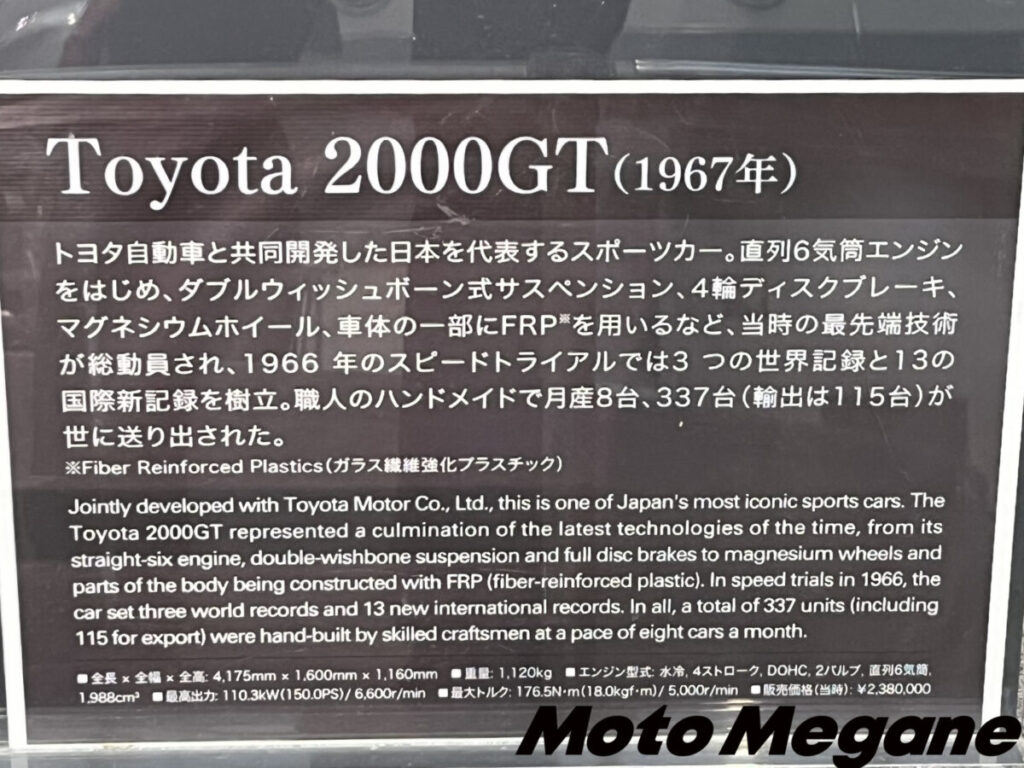 Toyota 2000GT(1967年)
トヨタ自動車と共同開発した日本を代表するスポーツカー。直列6気筒エンジン
をはじめ、ダブルウィッシュボーン式サスペンション、4輪ディスクブレーキ、
マグネシウムホイール、車体の一部にFRP※を用いるなど、当時の最先端技術
が総動員され、1966 年のスピードトライアルでは3 つの世界記録と13の
国際新記録を樹立。職人のハンドメイドで月産8台、337台(輸出は115台)が
世に送り出された。
※Fiber Reinforced Plastics(ガラス繊維強化プラスチック)
Jointly developed with Toyota Motor Co., Ltd., this is one of Japan's most iconic sports cars. The
Toyota 2000GT represented a culmination of the latest technologies of the time, from its
straight-six engine, double-wishbone suspension and full disc brakes to magnesium wheels and
parts of the body being constructed with FRP (fiber-reinforced plastic). In speed trials in 1966, the
car set three world records and 13 new international records. In all, a total of 337 units (including
115 for export) were hand-built by skilled craftsmen at a pace of eight cars a month.
■全長 × 全幅 × 全高: 4,175mm × 1,600mm × 1,160mm ■重量: 1,120kg ■エンジン型式: 水冷, 4ストローク, DOHC, 2バルブ, 直列6気筒,
1,988cm³ ■最高出力: 110.3kW(150.0PS)/ 6,600r/min ■最大トルク: 176.5N・m(18.0kgf・m)/ 5,000r/min ■販売価格(当時): ¥2,380,000
Moto Megane